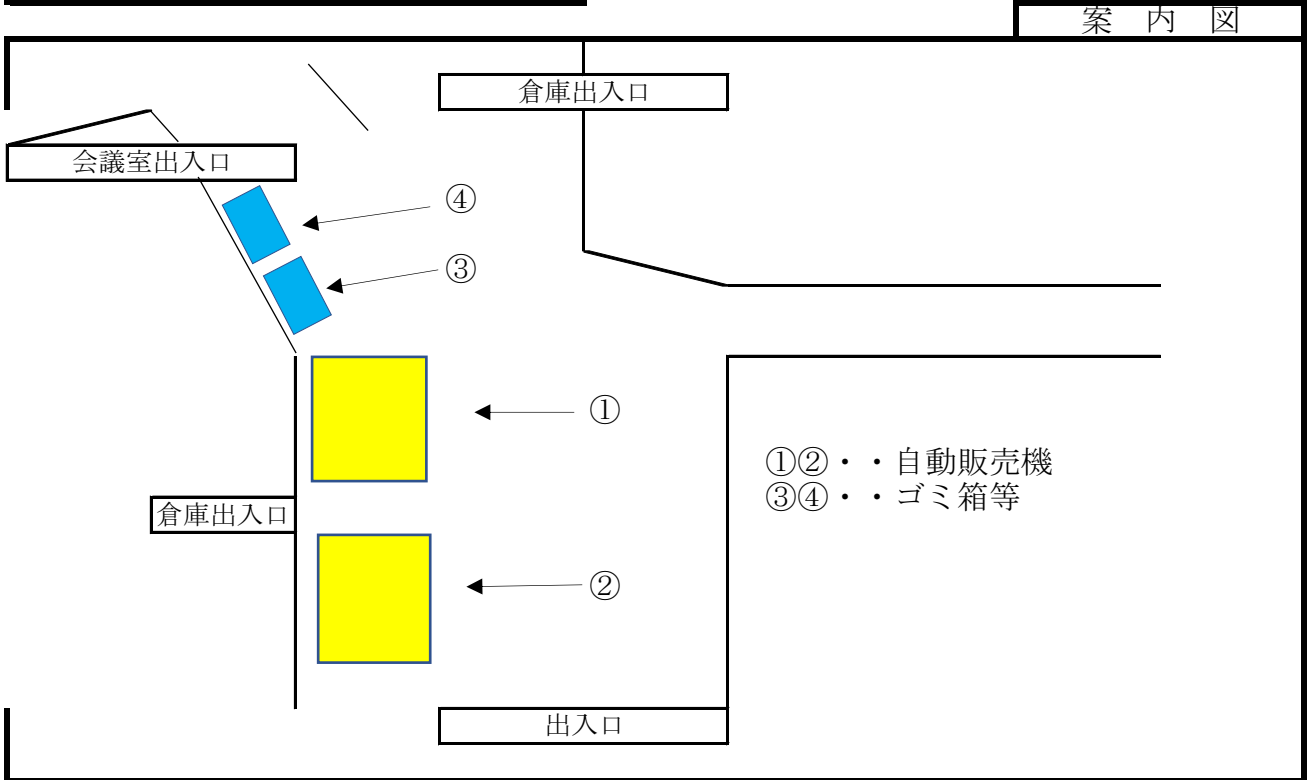 案内図
倉庫出入口
会議室出入口
④
③
①
①②・・自動販売機
③④・・ゴミ箱等
倉庫出入口
②
出入口